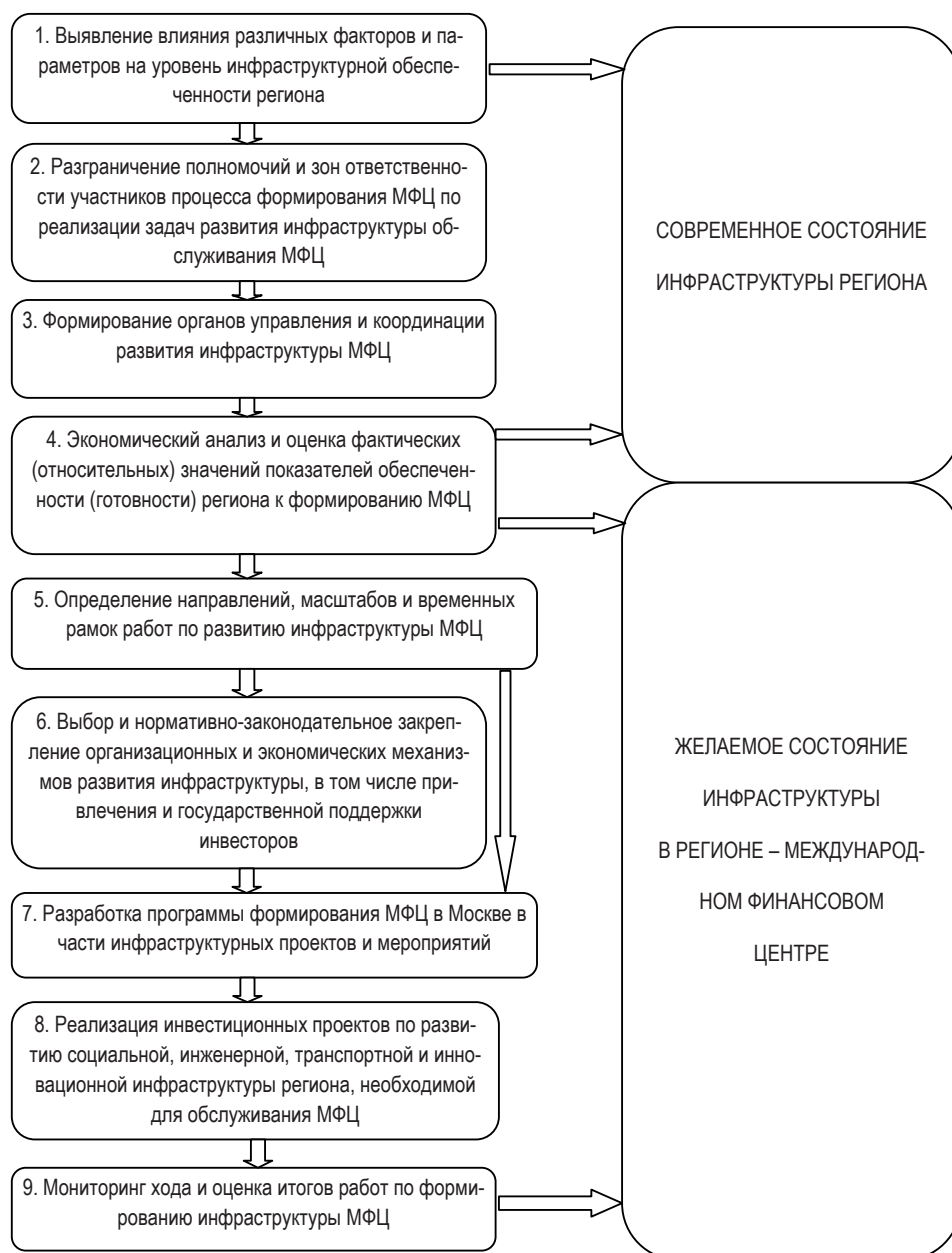 1. Выявление влияния различных факторов и па-
раметров на уровень инфраструктурной обеспе-
ченности региона
2. Разграничение полномочий и зон ответственно-
сти участников процесса формирования МФЦ по
реализации задач развития инфраструктуры об-
служивания МФЦ
3. Формирование органов управления и координации
развития инфраструктуры МФЦ
4. Экономический анализ и оценка фактических
(относительных) значений показателей обеспечен-
ности (готовности) региона к формированию МФЦ
5. Определение направлений, масштабов и временных
рамок работ по развитию инфраструктуры МФЦ
6. Выбор и нормативно-законодательное закреп-
ление организационных и экономических механиз-
мов развития инфраструктуры, в том числе при-
влечения и государственной поддержки
инвесторов
7. Разработка программы формирования МФЦ в Москве в
части инфраструктурных проектов и мероприятий
8. Реализация инвестиционных проектов по разви-
тию социальной, инженерной, транспортной и инно-
вационной инфраструктуры региона, необходимой
для обслуживания МФЦ
9. Мониторинг хода и оценка итогов работ по форми-
рованию инфраструктуры МФЦ
СОВРЕМЕННОЕ СОСТОЯНИЕ
ИНФРАСТРУКТУРЫ РЕГИОНА
ЖЕЛАЕМОЕ СОСТОЯНИЕ
ИНФРАСТРУКТУРЫ
В РЕГИОНЕ – МЕЖДУНАРОД-
НОМ ФИНАНСОВОМ
ЦЕНТРЕ